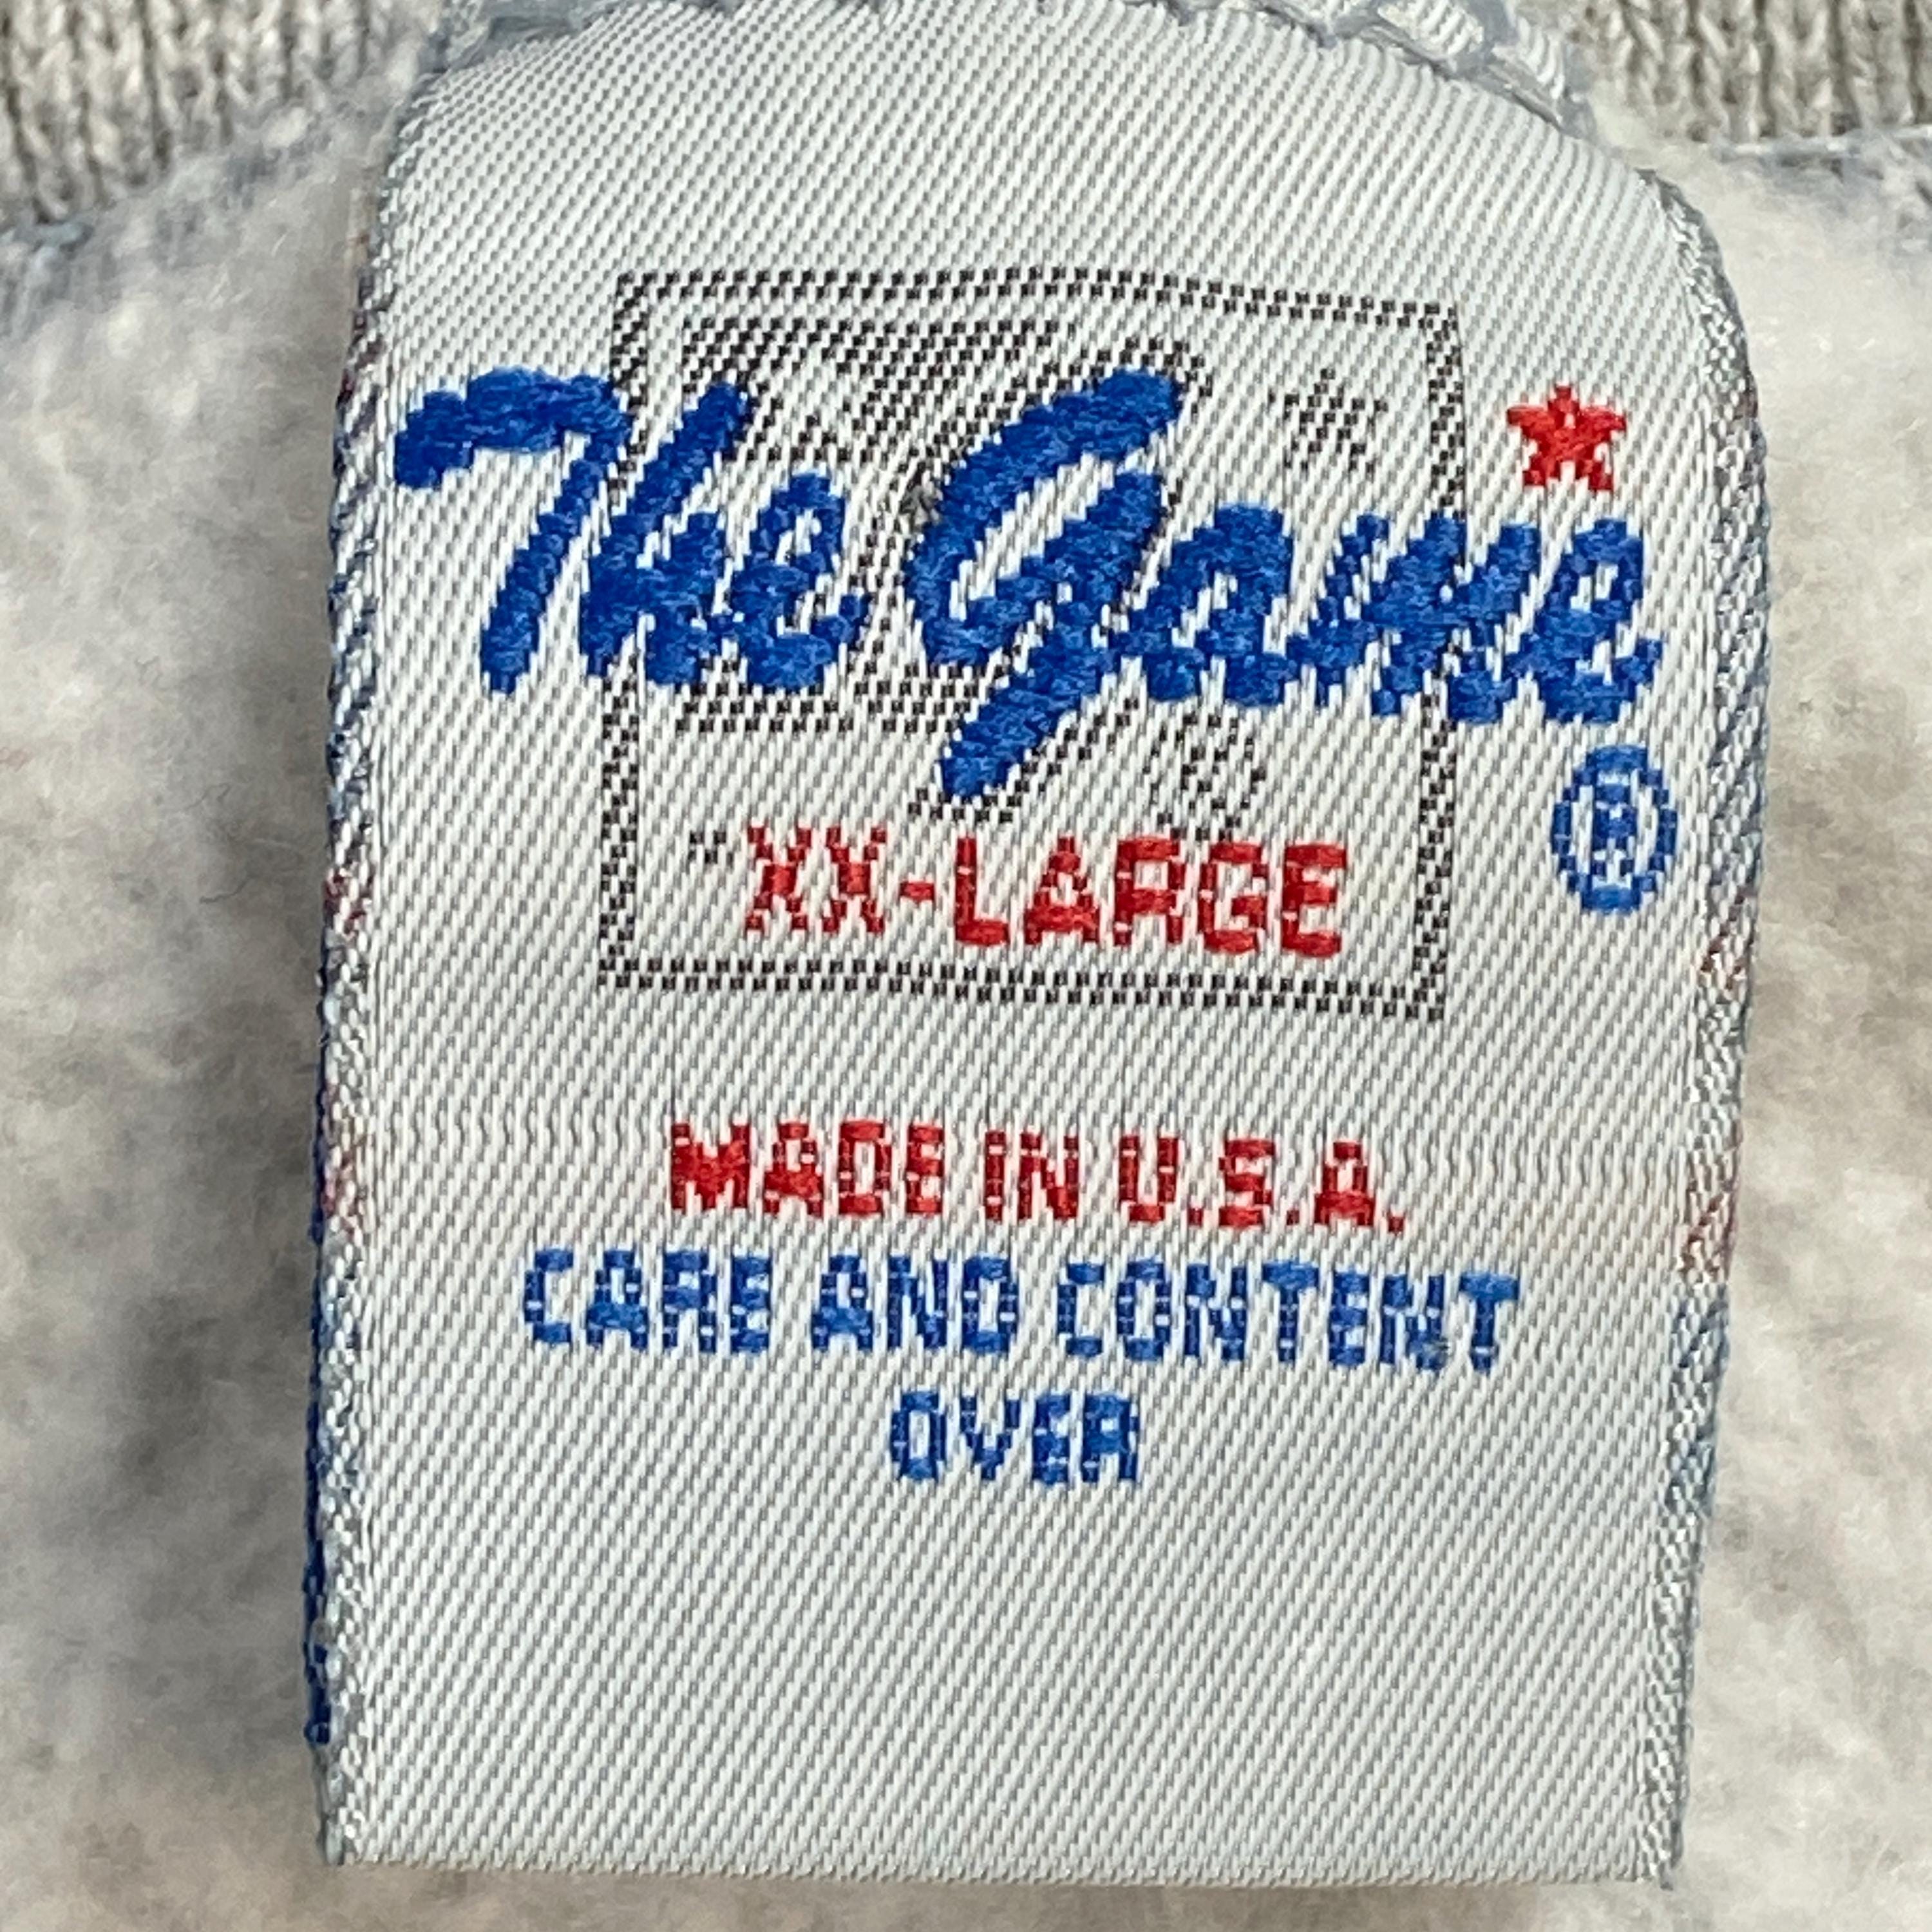 The Game
®
XX-LARGE
MADE IN U.S.A.
CARE AND CONTENT
OVER